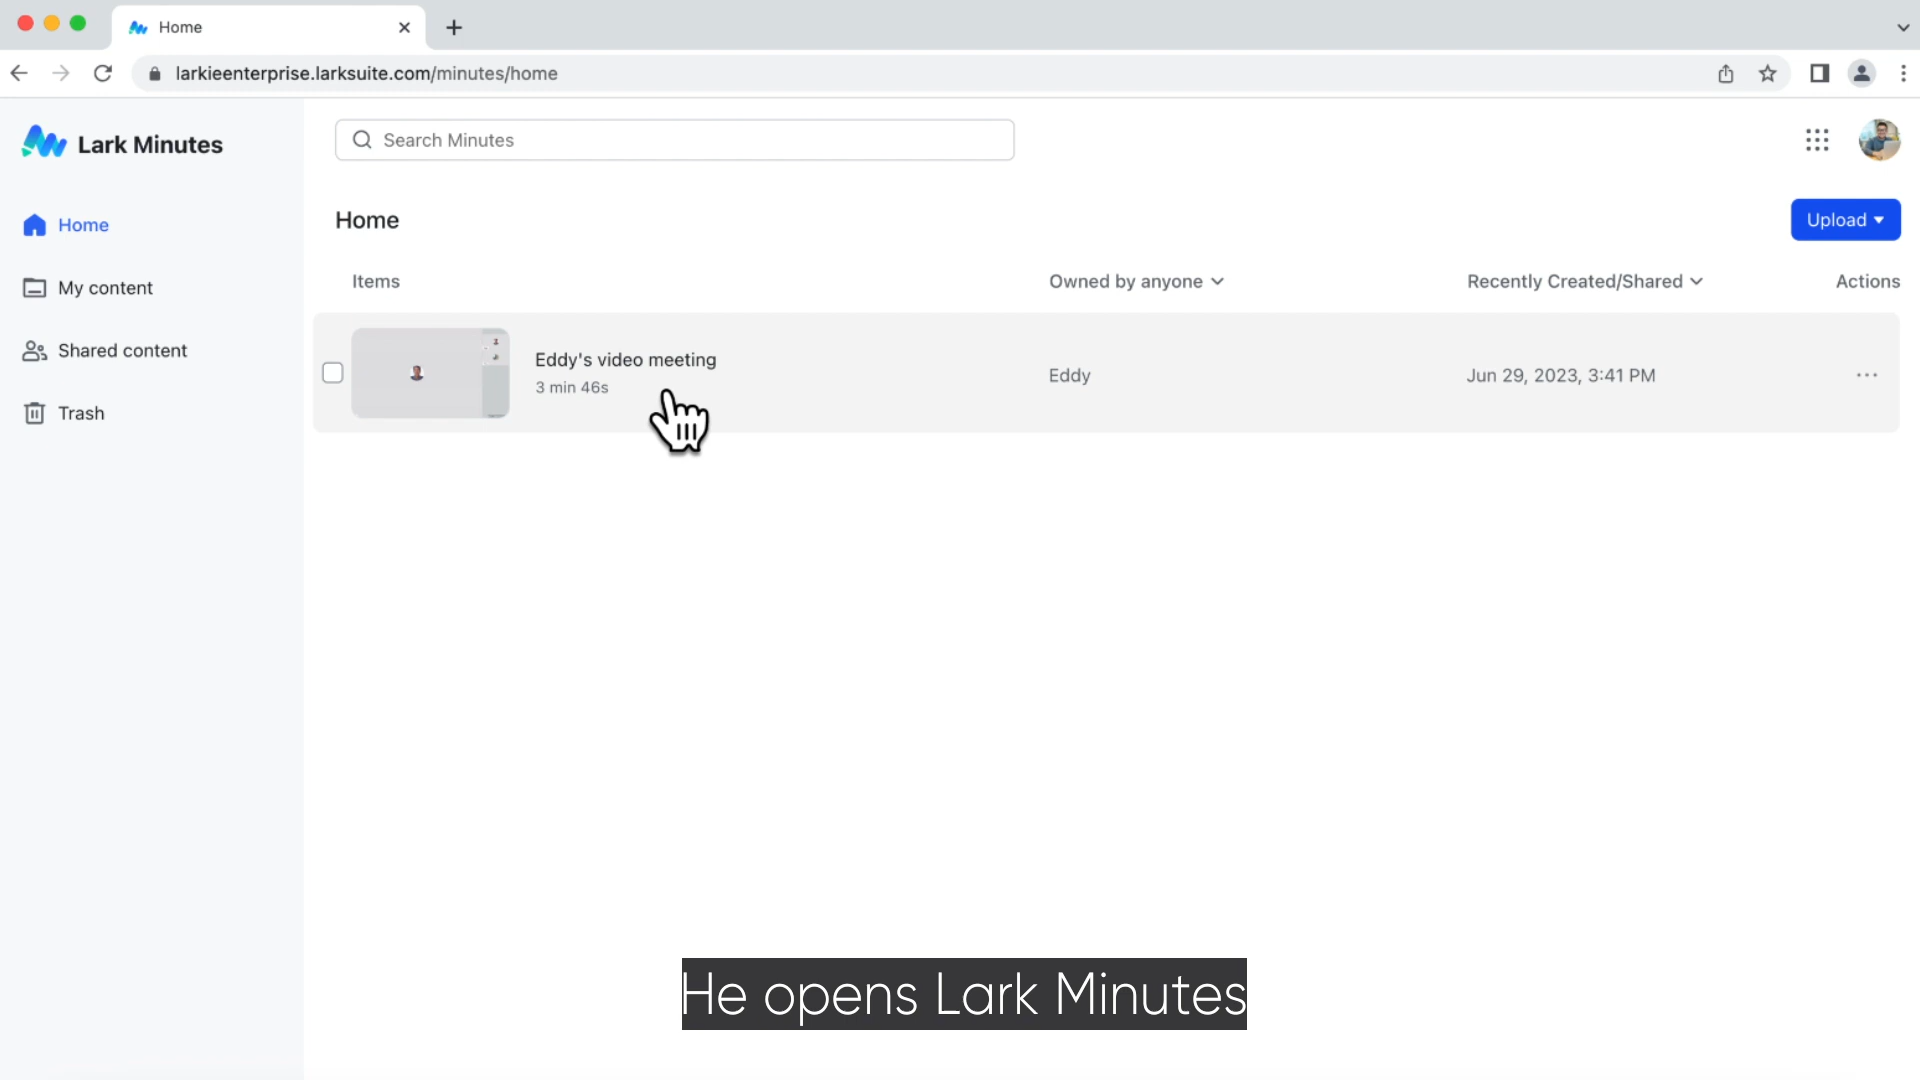 Home
larkieenterprise.larksuite.com/minutes/home
Lark Minutes
Search Minutes
Home
My content
Shared content
Trash
Home
Upload
Items
Owned by anyone
Recently Created/Shared
Actions
Eddy's video meeting
3 min 46s
Eddy
Jun 29, 2023, 3:41 PM
He opens Lark Minutes